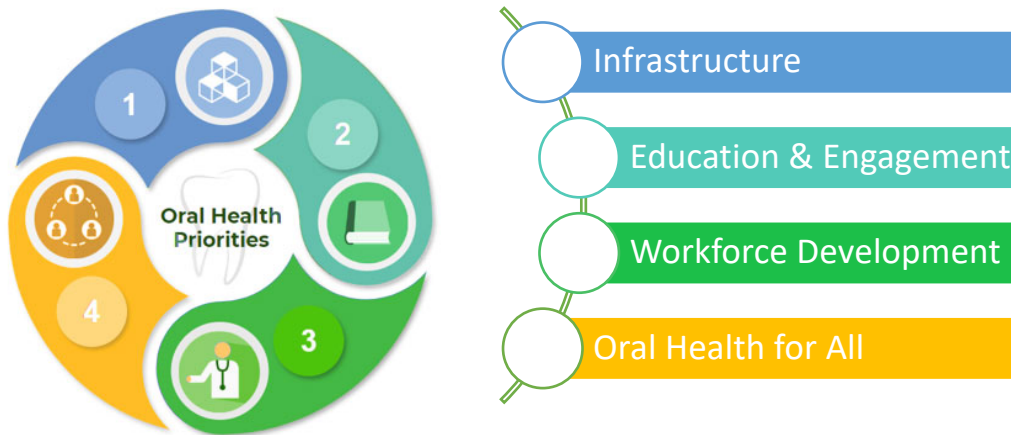 1
2
Oral Health
Priorities
4
3
Infrastructure
Education & Engagement
Workforce Development
Oral Health for All